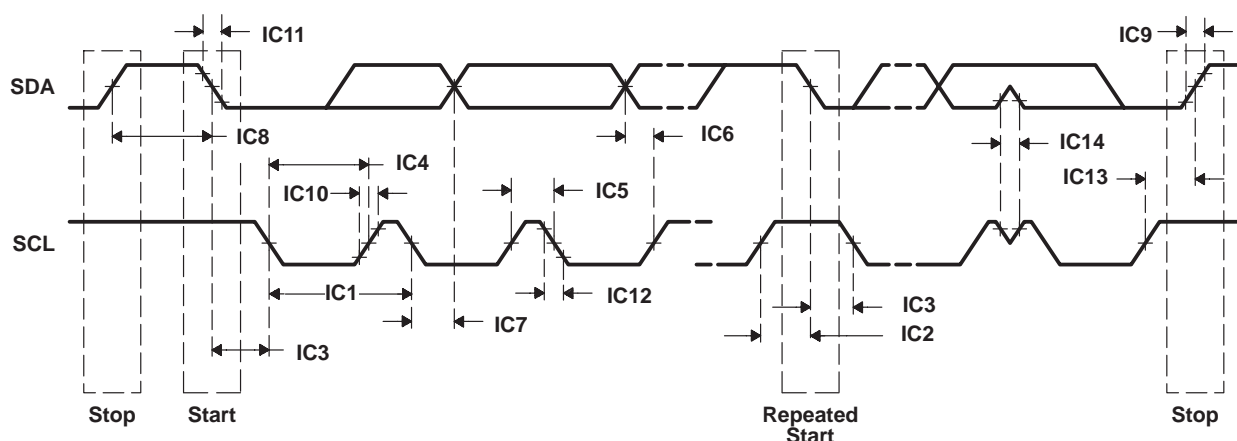 IC11
IC9
SDA
IC8
IC6
IC4
IC14
IC10
IC5
IC13
SCL
IC1
IC12
IC7
IC3
IC3
IC2
Stop
Start
Repeated
Start
Stop